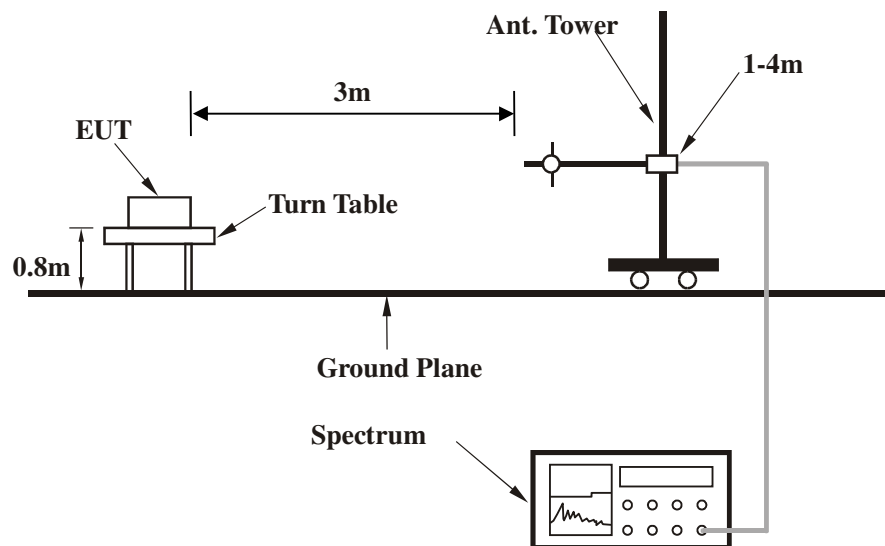 Ant. Tower
1-4m
3m
EUT
Turn Table
0.8m
Ground Plane
Spectrum